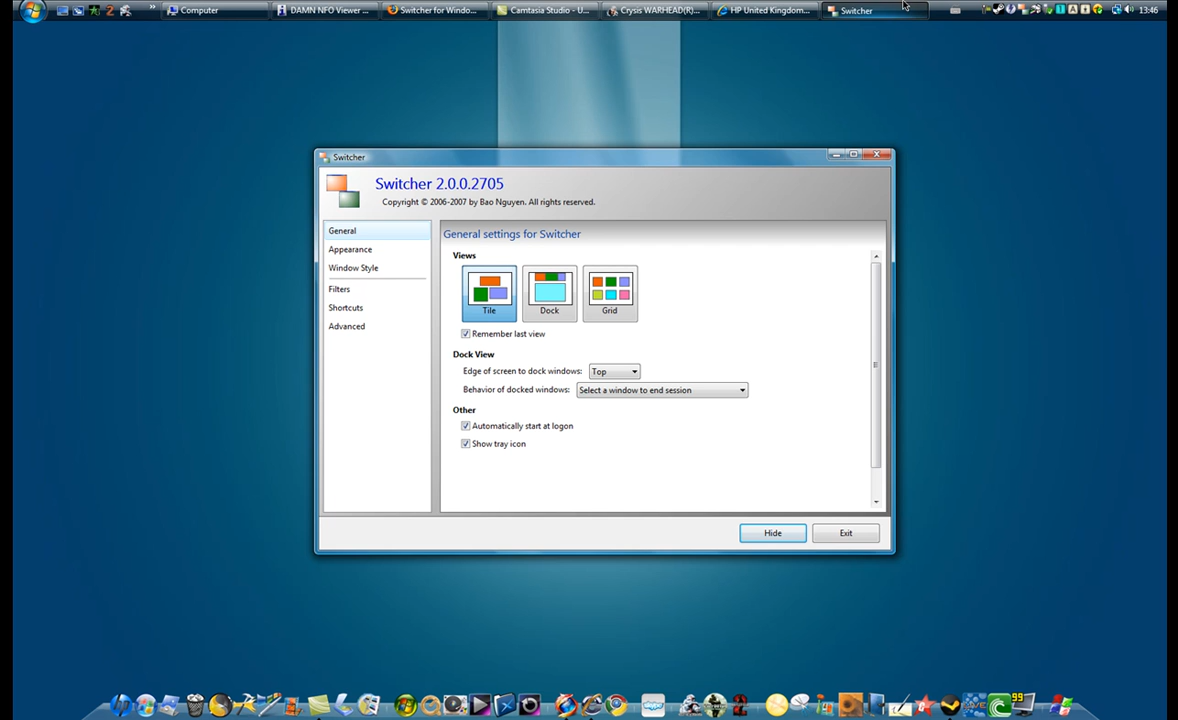 Computer
DAMN NFO Viewer ...
Switcher for Windo...
Camtasia Studio - U...
Crysis WARHEAD(R)...
HP United Kingdom...
Switcher
13:46
Switcher
Switcher 2.0.0.2705
Copyright © 2006-2007 by Bao Nguyen. All rights reserved.
General
Appearance
Window Style
Filters
Shortcuts
Advanced
General settings for Switcher
Views
Tile
Dock
Grid
Remember last view
Dock View
Edge of screen to dock windows:
Top
Behavior of docked windows:
Select a window to end session
Other
Automatically start at logon
Show tray icon
Hide
Exit
99